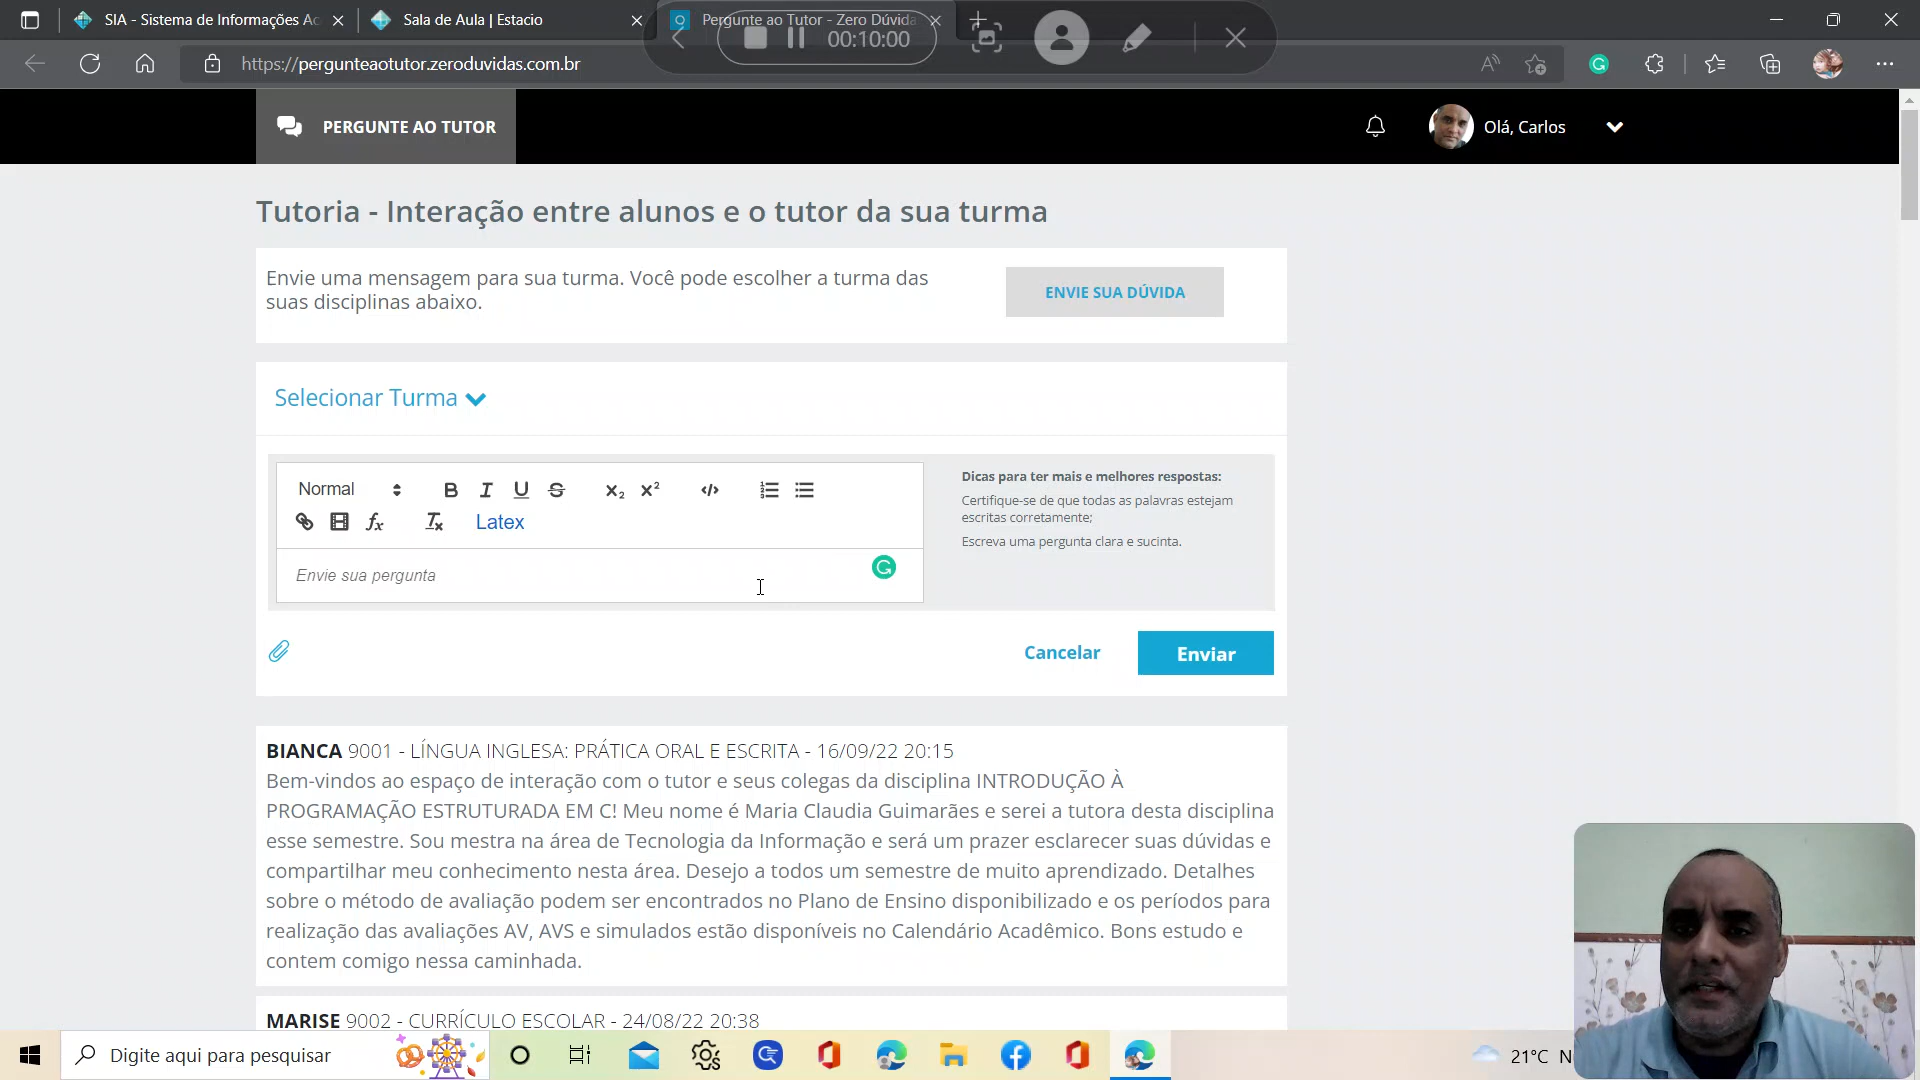 SIA - Sistema de Informações Ac
Sala de Aula | Estacio
Pergunte ao Tutor - Zero Dúvida
00:10:00
https://pergunteaotutor.zeroduvidas.com.br
PERGUNTE AO TUTOR
Olá, Carlos
Tutoria - Interação entre alunos e o tutor da sua turma
Envie uma mensagem para sua turma. Você pode escolher a turma das
suas disciplinas abaixo.
ENVIE SUA DÚVIDA
Selecionar Turma
Normal
Latex
Envie sua pergunta
Dicas para ter mais e melhores respostas:
Certifique-se de que todas as palavras estejam
escritas corretamente;
Escreva uma pergunta clara e sucinta.
Cancelar
Enviar
BIANCA 9001 - LÍNGUA INGLESA: PRÁTICA ORAL E ESCRITA - 16/09/22 20:15
Bem-vindos ao espaço de interação com o tutor e seus colegas da disciplina INTRODUÇÃO À
PROGRAMAÇÃO ESTRUTURADA EM C! Meu nome é Maria Claudia Guimarães e serei a tutora desta disciplina
esse semestre. Sou mestra na área de Tecnologia da Informação e será um prazer esclarecer suas dúvidas e
compartilhar meu conhecimento nesta área. Desejo a todos um semestre de muito aprendizado. Detalhes
sobre o método de avaliação podem ser encontrados no Plano de Ensino disponibilizado e os períodos para
realização das avaliações AV, AVS e simulados estão disponíveis no Calendário Acadêmico. Bons estudo e
contem comigo nessa caminhada.
MARISE 9002 - CURRÍCULO ESCOLAR - 24/08/22 20:38
Digite aqui para pesquisar
21°C N